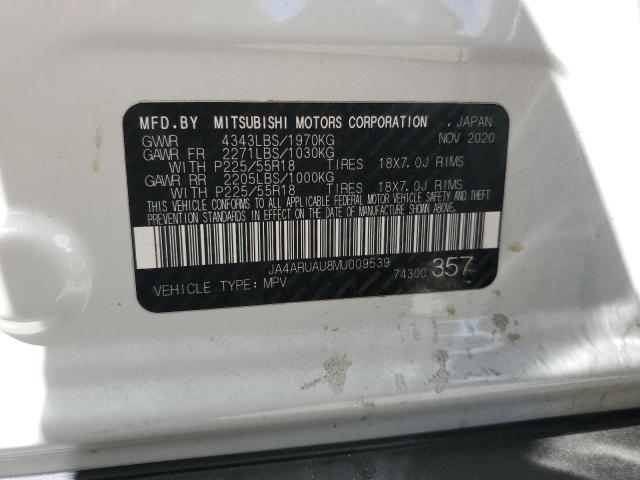 MFD.BY MITSUBISHI MOTORS CORPORATION , JAPAN
GVWR 4343LBS/1970KG NOV 2020
GAWR FR 2271LBS/1030KG
WITH P225/55R18 TIRES 18X7.0J RIMS
GAWR RR 2205LBS/1000KG
WITH P225/55R18 TIRES 18X7.0J RIMS
THIS VEHICLE CONFORMS TO ALL APPLICABLE FEDERAL MOTOR VEHICLE SAFETY AND THEFT
PREVENTION STANDARDS IN EFFECT ON THE DATE OF MANUFACTURE SHOWN ABOVE.
JA4ARUAU8MU009539
VEHICLE TYPE: MPV 7430C 357